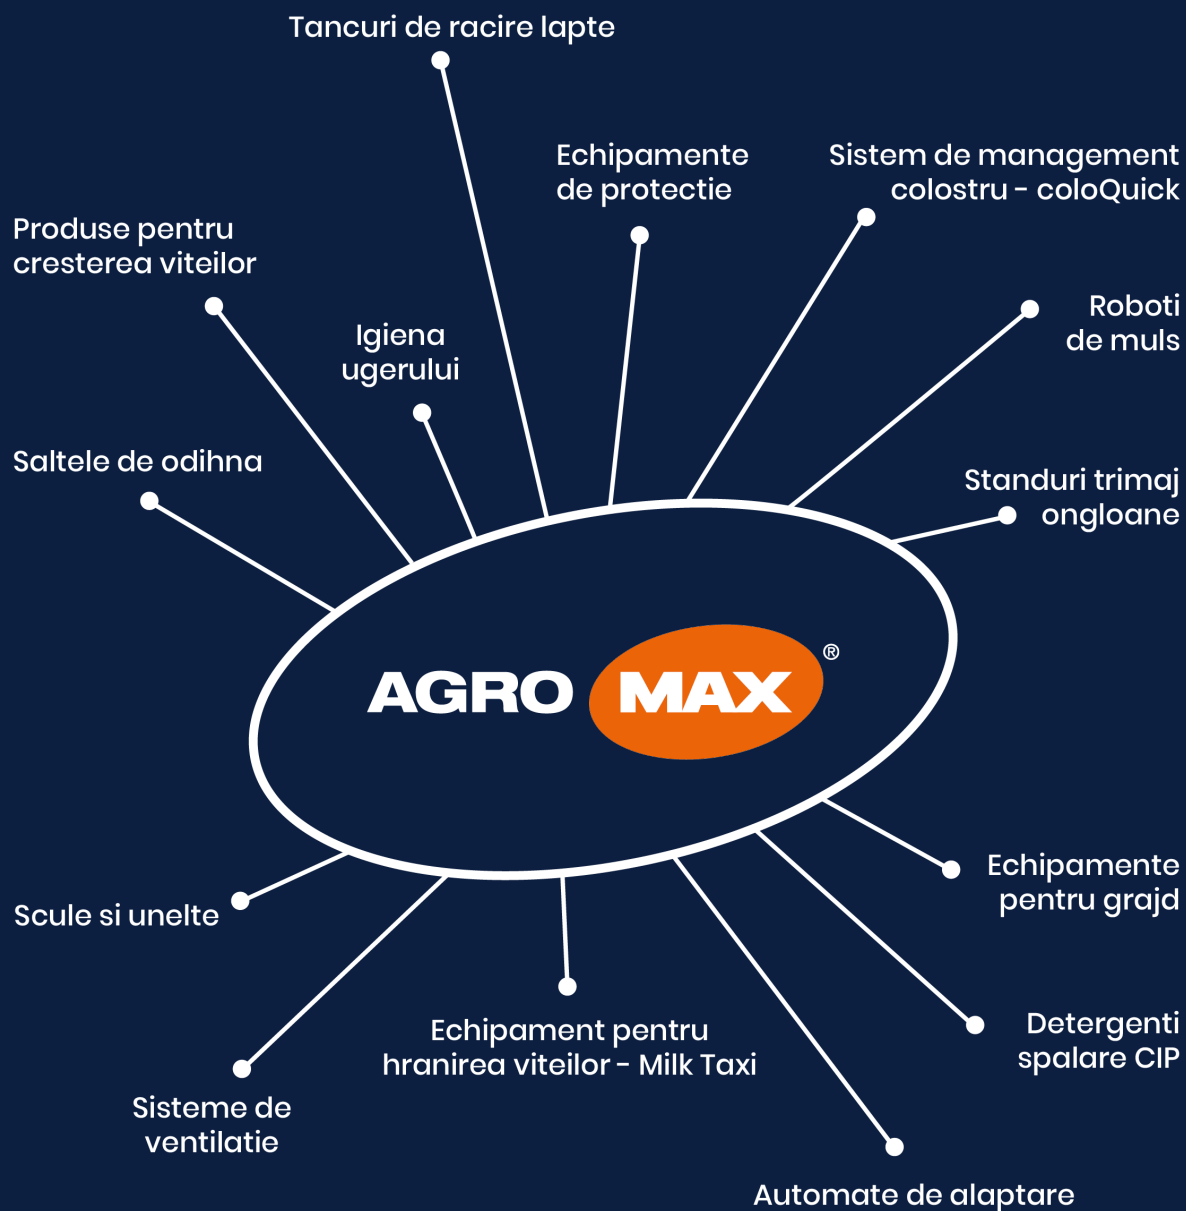 Tancuri de racire lapte
Echipamente
de protectie
Sistem de management
colostru - coloQuick
Produse pentru
cresterea viteilor
Roboti
de muls
Igiena
ugerului
Saltele de odihna
Standuri trimaj
ongloane
AGRO MAX ®
Echipamente
pentru grajd
Scule si unelte
Echipament pentru
hranirea viteilor - Milk Taxi
Detergenti
spalare CIP
Sisteme de
ventilatie
Automate de alaptare